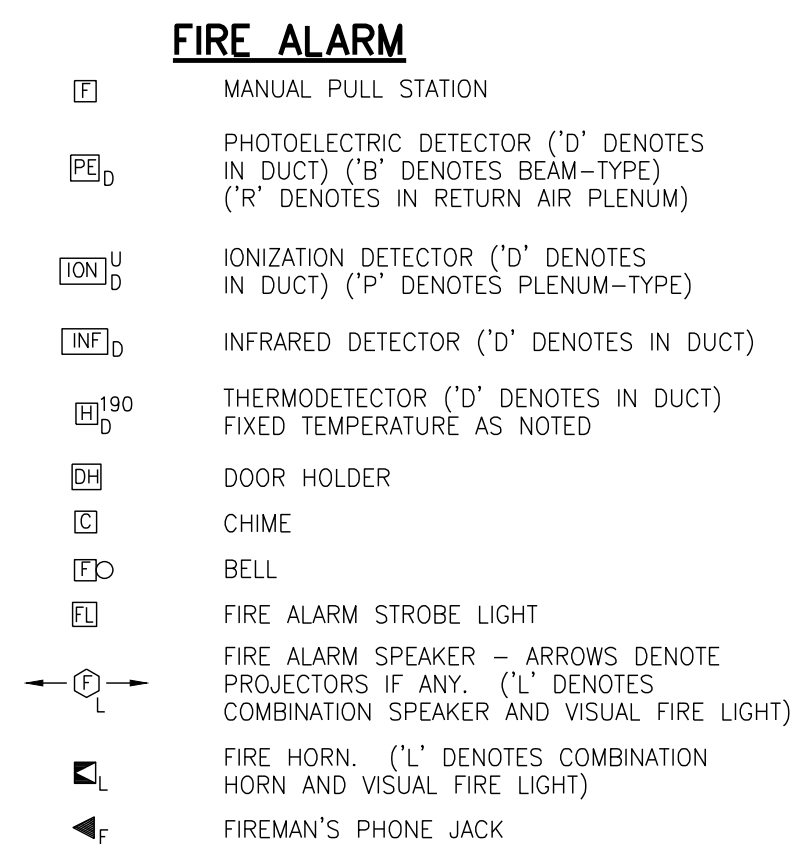 FIRE ALARM
F MANUAL PULL STATION
PE D PHOTOELECTRIC DETECTOR ('D' DENOTES
IN DUCT) ('B' DENOTES BEAM-TYPE)
('R' DENOTES IN RETURN AIR PLENUM)
ION U D IONIZATION DETECTOR ('D' DENOTES
IN DUCT) ('P' DENOTES PLENUM-TYPE)
INF D INFRARED DETECTOR ('D' DENOTES IN DUCT)
H 190 D THERMODETECTOR ('D' DENOTES IN DUCT)
FIXED TEMPERATURE AS NOTED
DH DOOR HOLDER
C CHIME
F BELL
FL FIRE ALARM STROBE LIGHT
F L FIRE ALARM SPEAKER – ARROWS DENOTE
PROJECTORS IF ANY. ('L' DENOTES
COMBINATION SPEAKER AND VISUAL FIRE LIGHT)
L FIRE HORN. ('L' DENOTES COMBINATION
HORN AND VISUAL FIRE LIGHT)
F FIREMAN'S PHONE JACK